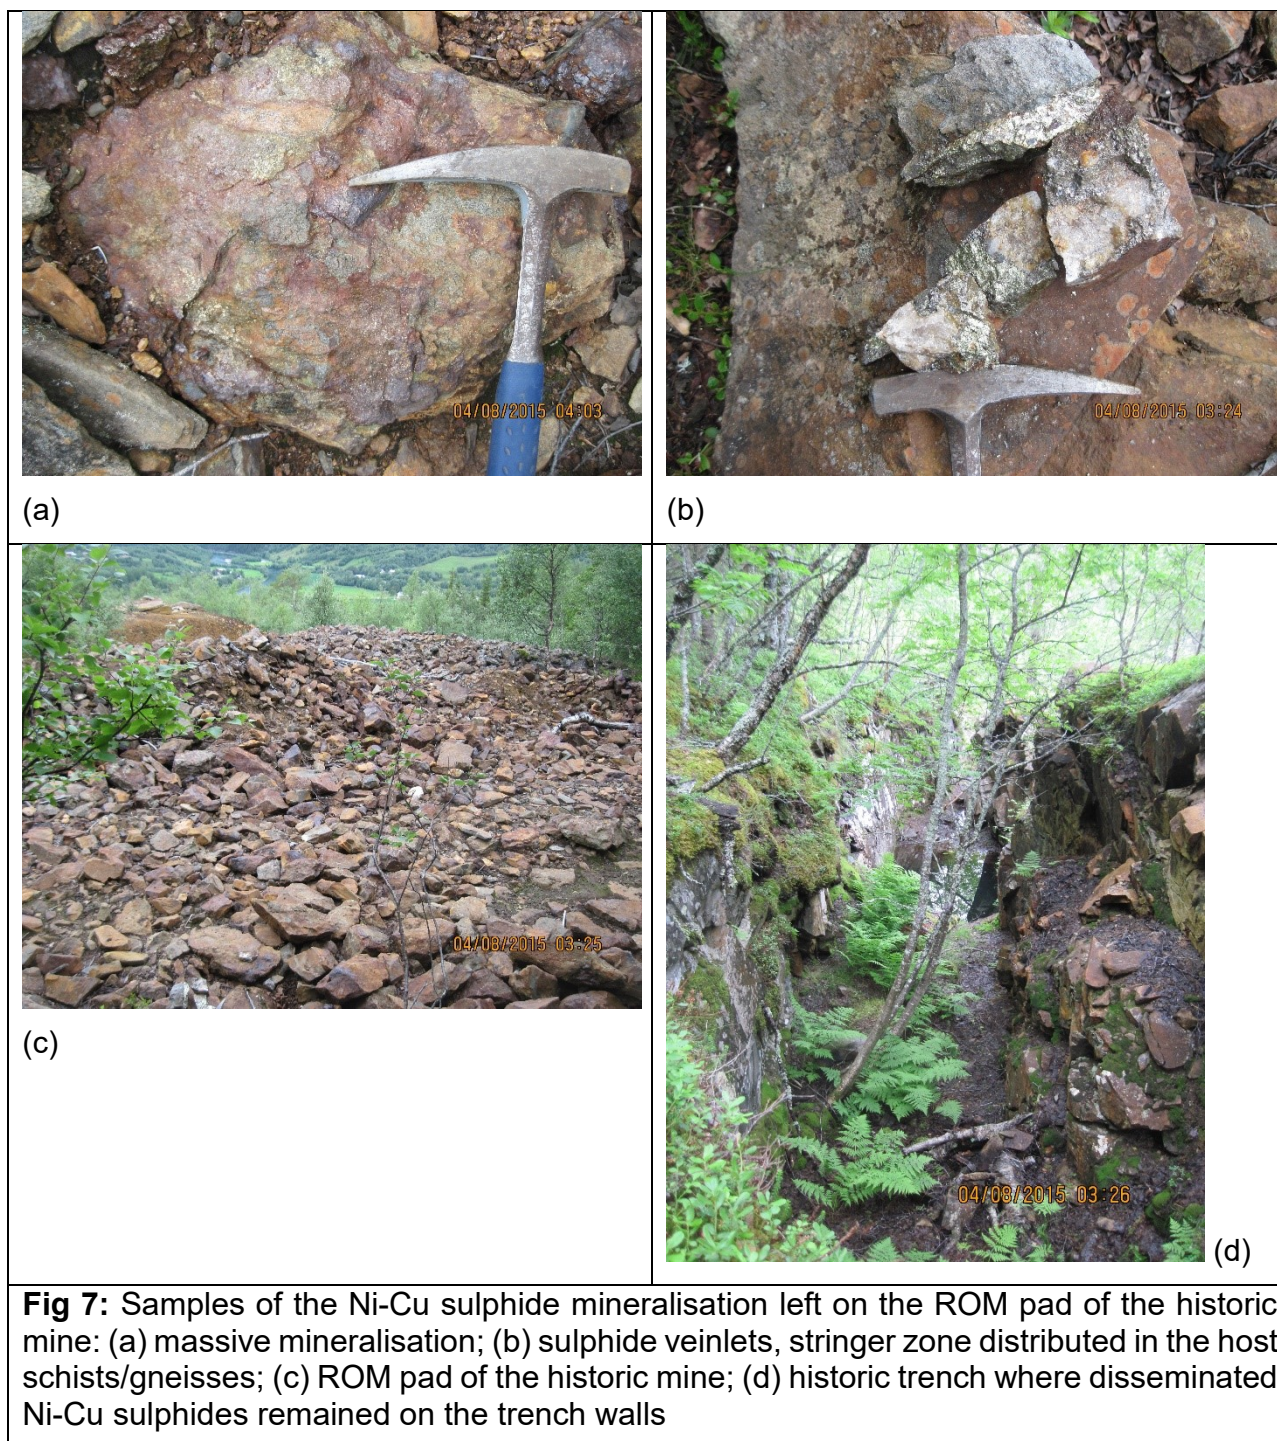 04/08/2015 04:03
04/08/2015 03:24
(a)
(b)
04/08/2015 03:25
(c)
04/08/2015 03:26
(d)
Fig 7: Samples of the Ni-Cu sulphide mineralisation left on the ROM pad of the historic
mine: (a) massive mineralisation; (b) sulphide veinlets, stringer zone distributed in the host
schists/gneisses; (c) ROM pad of the historic mine; (d) historic trench where disseminated
Ni-Cu sulphides remained on the trench walls